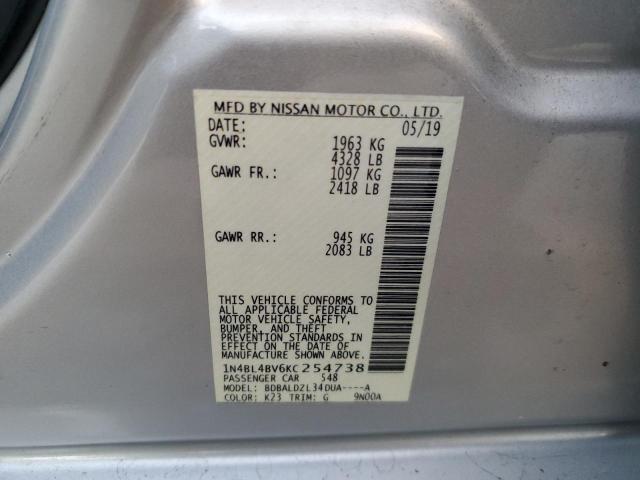 MFD BY NISSAN MOTOR CO., LTD.
DATE: 05/19
GVWR: 1963 KG
4328 LB
GAWR FR.: 1097 KG
2418 LB
GAWR RR.: 945 KG
2083 LB
THIS VEHICLE CONFORMS TO
ALL APPLICABLE FEDERAL
MOTOR VEHICLE SAFETY,
BUMPER, AND THEFT
PREVENTION STANDARDS IN
EFFECT ON THE DATE OF
MANUFACTURE SHOWN ABOVE.
1N4BL4BV6KC254738
PASSENGER CAR 548
MODEL: BDBALDZL34DUA----A
COLOR: K23 TRIM: G 9N00A